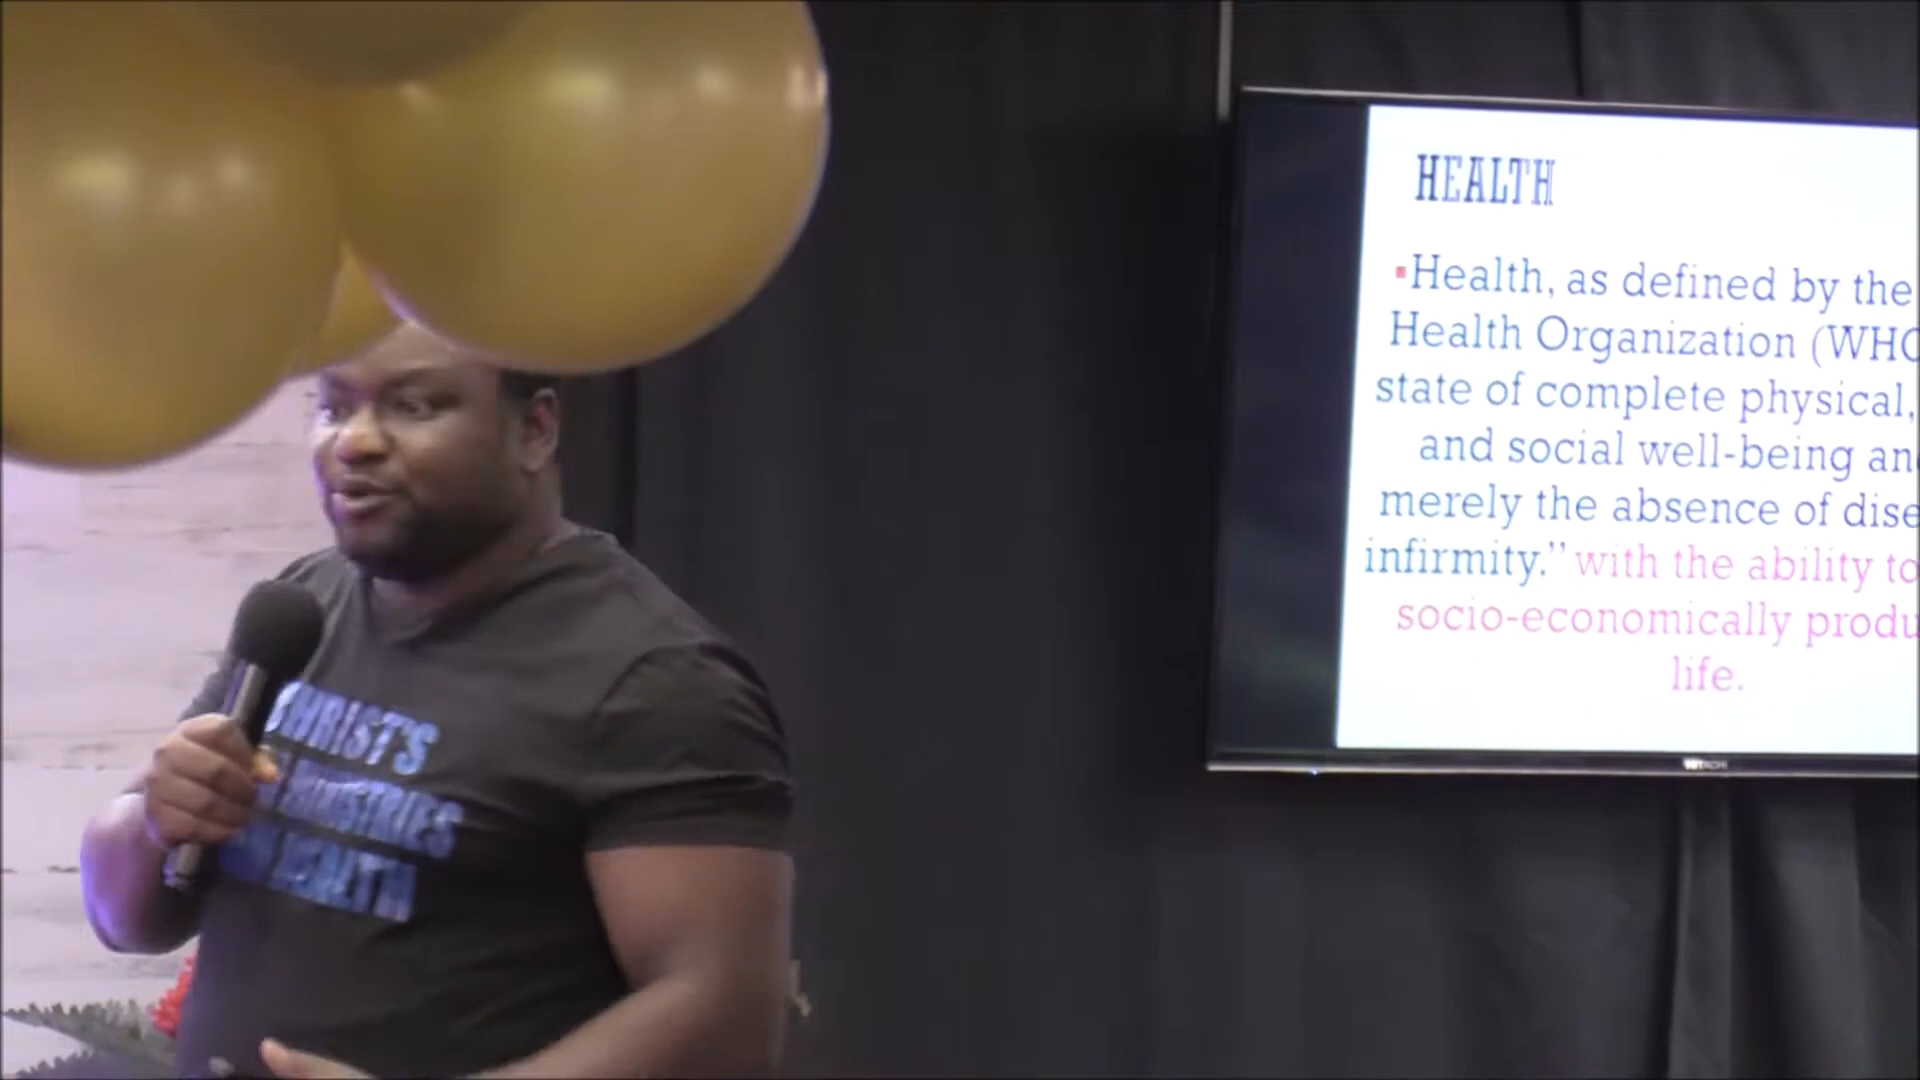 HEALTH
▪Health, as defined by the
Health Organization (WHO
state of complete physical,
and social well-being an
merely the absence of dise
infirmity.” with the ability to
socio-economically produ
life.
CHRIST'S
MINISTRIES
HEALTH